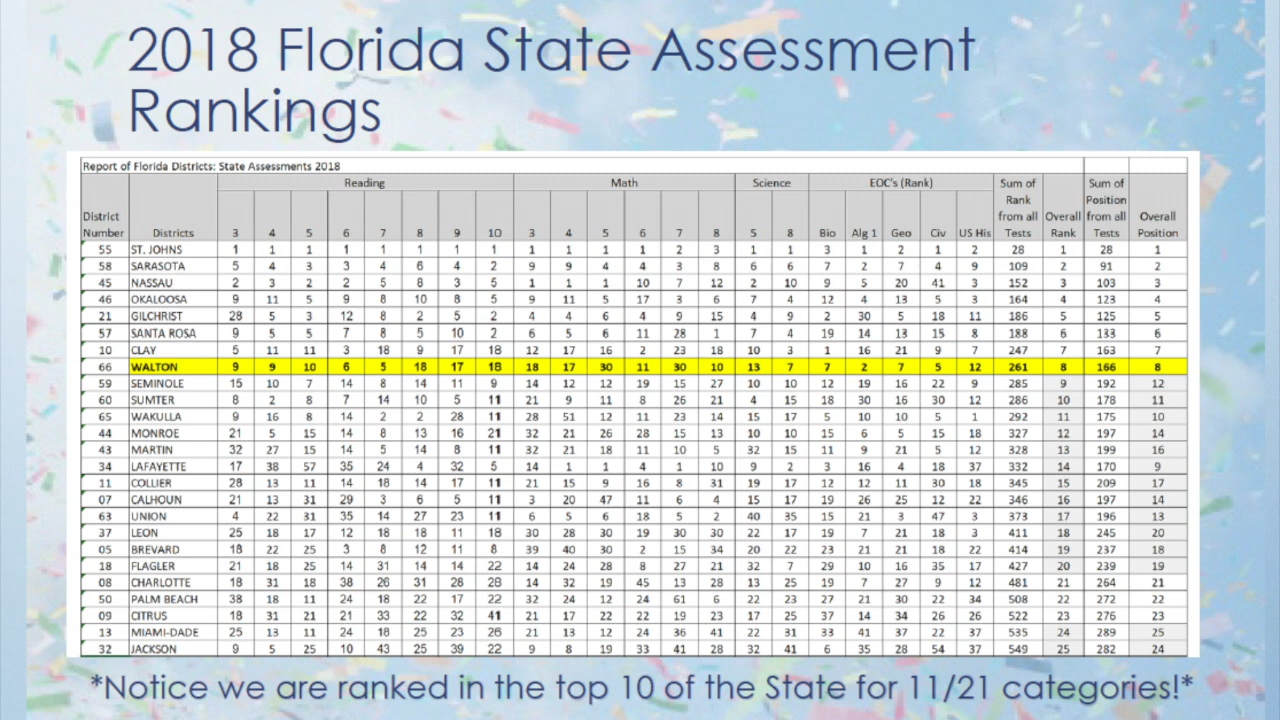 2018 Florida State Assessment
Rankings
Report of Florida Districts: State Assessments 2018
Reading Math Science EOC's (Rank) Sum of Rank from all Tests Overall Rank Sum of Position from all Tests Overall Position
District Number Districts 3 4 5 6 7 8 9 10 3 4 5 6 7 8 5 8 Bio Alg 1 Geo Civ US His
55 ST. JOHNS 1 1 1 1 1 1 1 1 1 1 1 1 2 3 1 1 3 1 2 1 2 28 1 28 1
58 SARASOTA 5 4 3 3 4 6 4 2 9 9 4 4 3 8 6 6 7 2 7 4 9 109 2 91 2
45 NASSAU 2 3 2 2 5 8 3 5 1 1 1 10 7 12 2 10 9 5 20 41 3 152 3 103 3
46 OKALOOSA 9 11 5 9 8 10 8 5 9 11 5 17 3 6 7 4 12 4 13 5 3 164 4 123 4
21 GILCHRIST 28 5 3 12 8 2 5 2 4 4 6 4 9 15 4 9 2 30 5 18 11 186 5 125 5
57 SANTA ROSA 9 5 5 7 8 5 10 2 6 5 6 11 28 1 7 4 19 14 13 15 8 188 6 133 6
10 CLAY 5 11 11 3 18 9 17 18 12 17 16 2 23 18 10 3 1 16 21 9 7 247 7 163 7
66 WALTON 9 9 10 6 5 18 17 18 18 17 30 11 30 10 13 7 7 2 7 5 12 261 8 166 8
59 SEMINOLE 15 10 7 14 8 14 11 9 14 12 12 19 15 27 10 10 12 19 16 22 9 285 9 192 12
60 SUMTER 8 2 8 7 14 10 5 11 21 9 11 8 26 21 4 15 18 30 16 30 12 286 10 178 11
65 WAKULLA 9 16 8 14 2 2 28 11 28 51 12 11 23 14 15 17 5 10 10 5 1 292 11 175 10
44 MONROE 21 5 15 14 8 13 16 21 32 21 26 28 15 13 10 10 15 6 5 15 18 327 12 197 14
43 MARTIN 32 27 15 14 5 14 8 11 32 21 18 11 10 5 32 15 11 9 21 5 12 328 13 199 16
34 LAFAYETTE 17 38 57 35 24 4 32 5 14 1 1 4 1 10 9 2 3 16 4 18 37 332 14 170 9
11 COLLIER 28 13 11 14 18 14 17 11 21 15 9 16 8 31 19 17 12 12 11 30 18 345 15 209 17
07 CALHOUN 21 13 31 29 3 6 5 11 3 20 47 11 6 4 15 17 19 26 25 12 22 346 16 197 14
63 UNION 4 22 31 35 14 27 23 11 6 5 6 18 5 2 40 35 15 21 3 47 3 373 17 196 13
37 LEON 25 18 17 12 18 18 11 18 30 28 30 19 30 30 22 17 19 7 21 18 3 411 18 245 20
05 BREVARD 18 22 25 3 8 12 11 8 39 40 30 2 15 34 20 22 23 21 21 18 22 414 19 237 18
18 FLAGLER 21 18 25 14 31 14 14 22 14 24 28 8 27 21 32 7 29 10 16 35 17 427 20 239 19
08 CHARLOTTE 18 31 18 38 26 31 28 28 14 32 19 45 13 28 13 25 19 7 27 9 12 481 21 264 21
50 PALM BEACH 38 18 11 24 18 22 17 22 32 24 12 24 61 6 22 23 27 21 30 22 34 508 22 272 22
09 CITRUS 18 31 21 21 33 22 32 41 21 17 22 22 19 23 17 25 37 14 34 26 26 522 23 276 23
13 MIAMI-DADE 25 13 11 24 18 25 23 26 21 13 12 24 36 41 22 31 33 41 37 22 37 535 24 289 25
32 JACKSON 9 5 25 10 43 25 39 22 9 8 19 33 41 28 32 41 6 35 28 54 37 549 25 282 24
*Notice we are ranked in the top 10 of the State for 11/21 categories!*